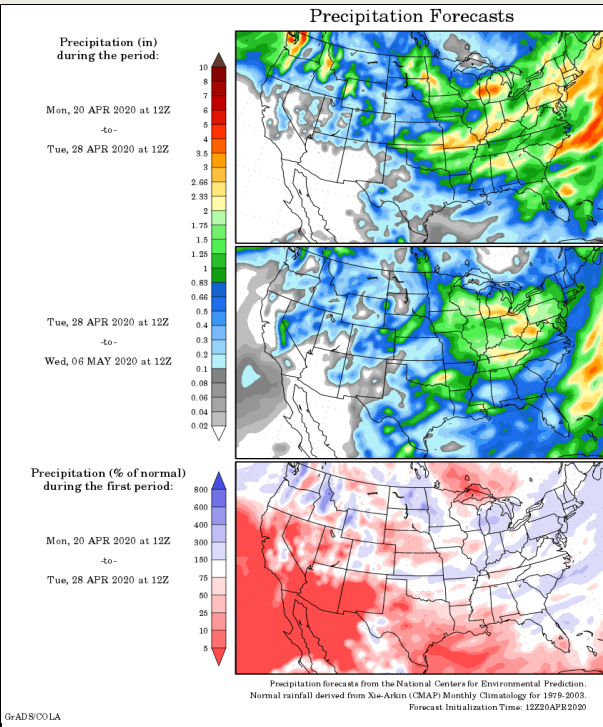 Precipitation Forecasts
Precipitation (in)
during the period:
Mon, 20 APR 2020 at 12Z
-to-
Tue, 28 APR 2020 at 12Z
10
8
7
6
5
4
3.5
3
2.66
2.33
2
1.75
1.5
1.25
1
0.83
0.66
0.5
0.4
0.3
0.2
0.1
0.08
0.06
0.04
0.02
Tue, 28 APR 2020 at 12Z
-to-
Wed, 06 MAY 2020 at 12Z
Precipitation (% of normal)
during the first period:
Mon, 20 APR 2020 at 12Z
-to-
Tue, 28 APR 2020 at 12Z
800
600
400
300
150
75
50
25
10
5
Precipitation forecasts from the National Centers for Environmental Prediction.
Normal rainfall derived from Xie-Arkin (CMAP) Monthly Climatology for 1979-2003.
Forecast Initialization Time: 12Z20APR2020
GrADS/COLA